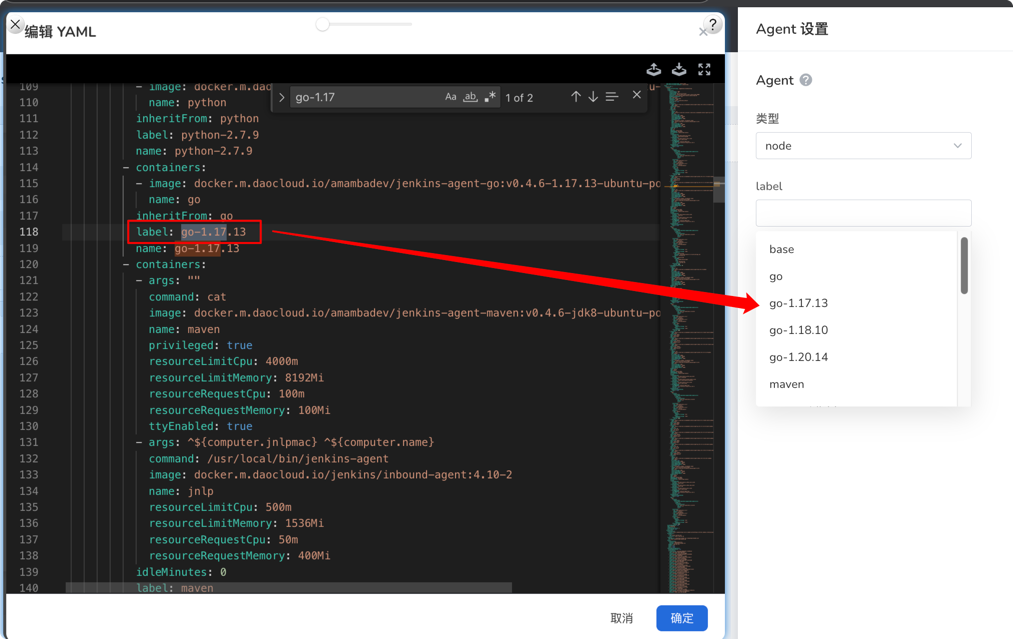 编辑 YAML
?
go-1.17
Aa
ab
.*
1 of 2
109 - image: docker.m.dao
110 name: python
111 inheritFrom: python
112 label: python-2.7.9
113 name: python-2.7.9
114 - containers:
115 - image: docker.m.daocloud.io/amambadev/jenkins-agent-go:v0.4.6-1.17.13-ubuntu-po
116 name: go
117 inheritFrom: go
118 label: go-1.17.13
119 name: go-1.17.13
120 - containers:
121 - args: ""
122 command: cat
123 image: docker.m.daocloud.io/amambadev/jenkins-agent-maven:v0.4.6-jdk8-ubuntu-po
124 name: maven
125 privileged: true
126 resourceLimitCpu: 4000m
127 resourceLimitMemory: 8192Mi
128 resourceRequestCpu: 100m
129 resourceRequestMemory: 100Mi
130 ttyEnabled: true
131 - args: ^${computer.jnlpmac} ^${computer.name}
132 command: /usr/local/bin/jenkins-agent
133 image: docker.m.daocloud.io/jenkins/inbound-agent:4.10-2
134 name: jnlp
135 resourceLimitCpu: 500m
136 resourceLimitMemory: 1536Mi
137 resourceRequestCpu: 50m
138 resourceRequestMemory: 400Mi
139 idleMinutes: 0
140 label: maven
取消
确定
Agent 设置
Agent ?
类型
node
label
base
go
go-1.17.13
go-1.18.10
go-1.20.14
maven